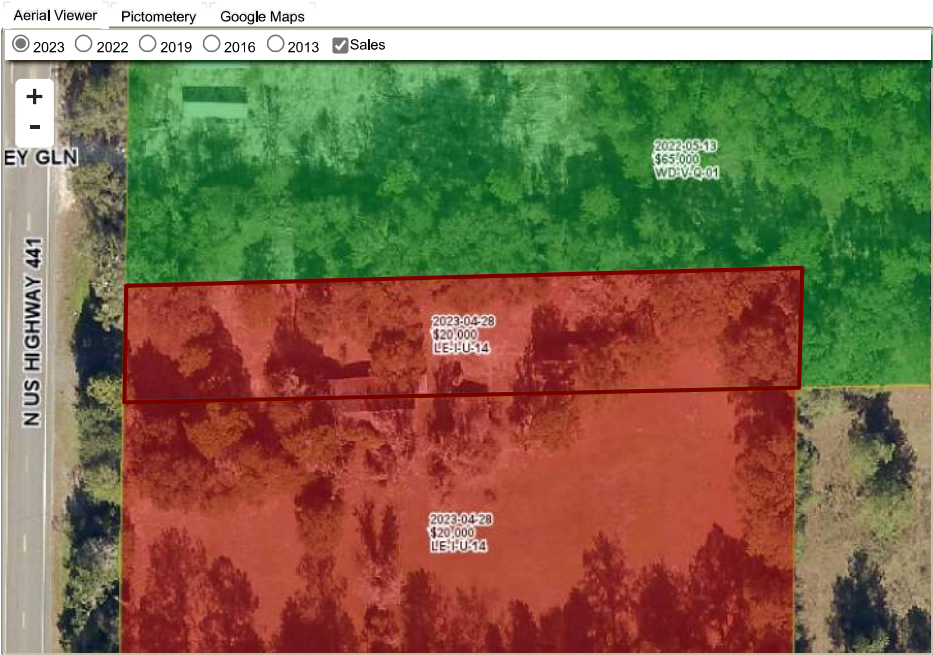 Aerial Viewer Pictometery Google Maps
2023 2022 2019 2016 2013 Sales
+
-
EY GLN
2022-05-13
$65,000
WD-V-Q-01
N US HIGHWAY 441
2023-04-28
$20,000
LE-I-U-14
2023-04-28
$20,000
LE-I-U-14